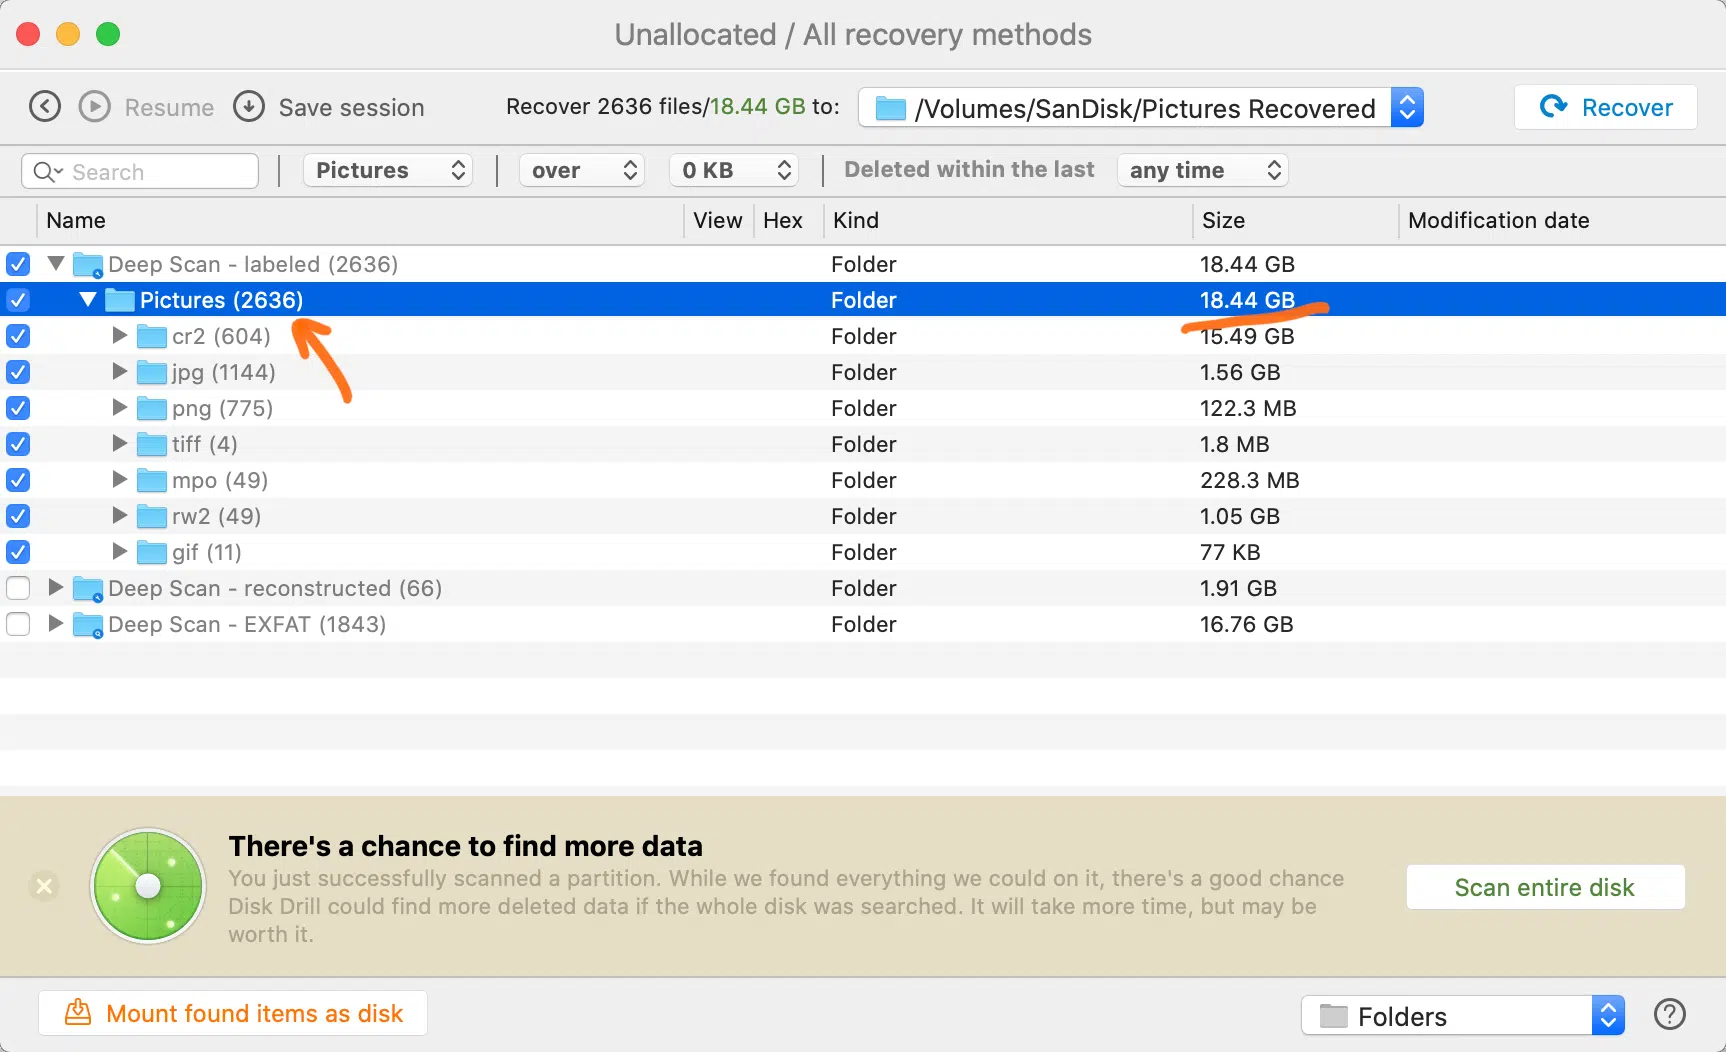 Unallocated / All recovery methods
Resume Save session Recover 2636 files/18.44 GB to: /Volumes/SanDisk/Pictures Recovered Recover
Search Pictures over 0 KB Deleted within the last any time
Name View Hex Kind Size Modification date
Deep Scan - labeled (2636) Folder 18.44 GB
Pictures (2636) Folder 18.44 GB
cr2 (604) Folder 15.49 GB
jpg (1144) Folder 1.56 GB
png (775) Folder 122.3 MB
tiff (4) Folder 1.8 MB
mpo (49) Folder 228.3 MB
rw2 (49) Folder 1.05 GB
gif (11) Folder 77 KB
Deep Scan - reconstructed (66) Folder 1.91 GB
Deep Scan - EXFAT (1843) Folder 16.76 GB
There's a chance to find more data
You just successfully scanned a partition. While we found everything we could on it, there's a good chance
Disk Drill could find more deleted data if the whole disk was searched. It will take more time, but may be
worth it.
Scan entire disk
Mount found items as disk Folders ?